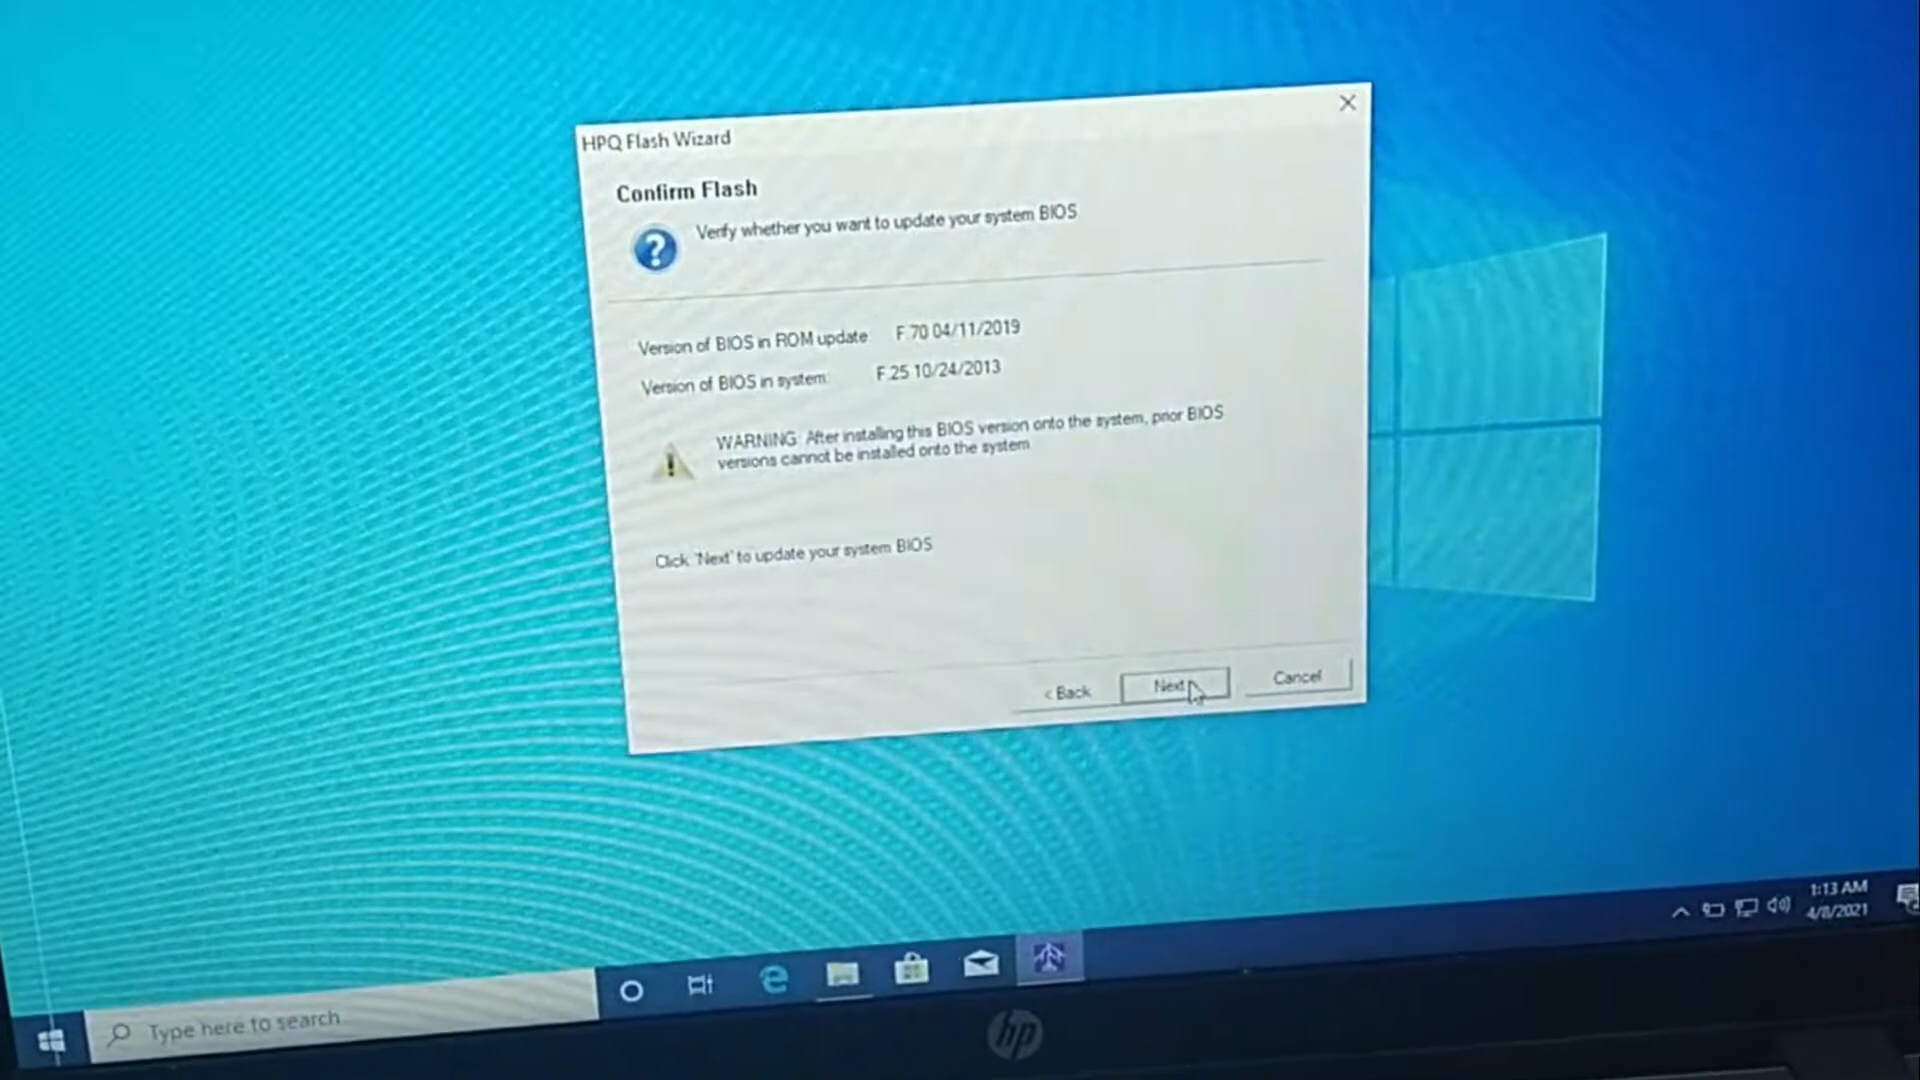 HPQ Flash Wizard
Confirm Flash
Verify whether you want to update your system BIOS
Version of BIOS in ROM update: F.70 04/11/2019
Version of BIOS in system: F.25 10/24/2013
WARNING: After installing this BIOS version onto the system, prior BIOS
versions cannot be installed onto the system.
Click 'Next' to update your system BIOS
< Back
Next
Cancel
1:13 AM
4/8/2021
Type here to search
hp